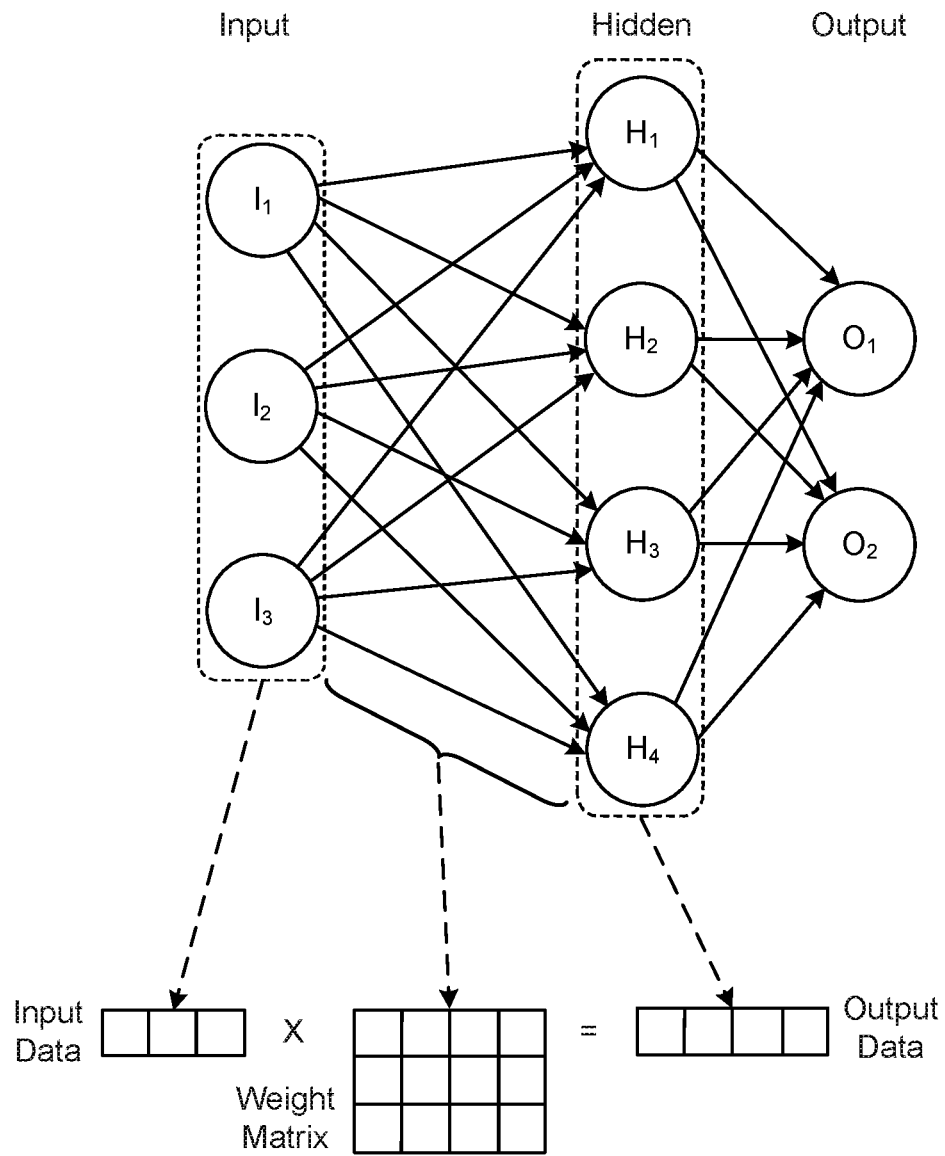 Input Hidden Output
H₁
I₁
H₂
O₁
I₂
H₃
O₂
I₃
H₄
Input
Data
X
=
Output
Data
Weight
Matrix